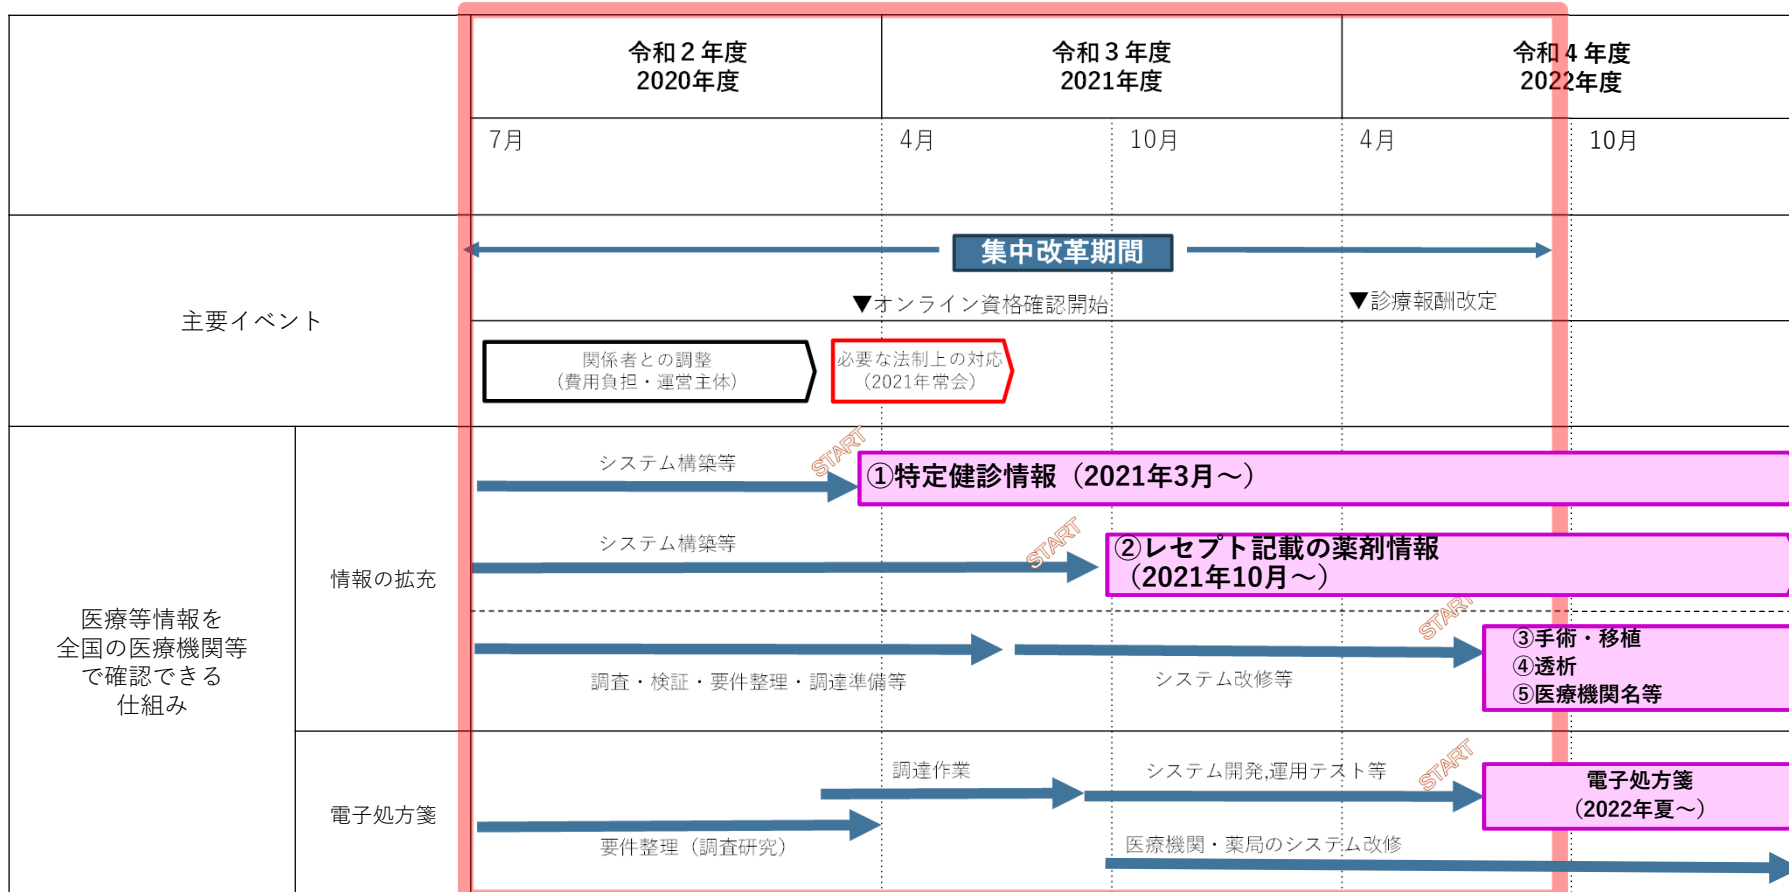 令和２年度
2020年度
令和３年度
2021年度
令和４年度
2022年度
7月
4月
10月
4月
10月
主要イベント
集中改革期間
▼オンライン資格確認開始
▼診療報酬改定
関係者との調整
（費用負担・運営主体）
必要な法制上の対応
（2021年常会）
医療等情報を
全国の医療機関等
で確認できる
仕組み
情報の拡充
システム構築等
START
①特定健診情報（2021年3月～）
システム構築等
START
②レセプト記載の薬剤情報
（2021年10月～）
調査・検証・要件整理・調達準備等
システム改修等
START
③手術・移植
④透析
⑤医療機関名等
電子処方箋
要件整理（調査研究）
調達作業
システム開発,運用テスト等
START
電子処方箋
（2022年夏～）
医療機関・薬局のシステム改修